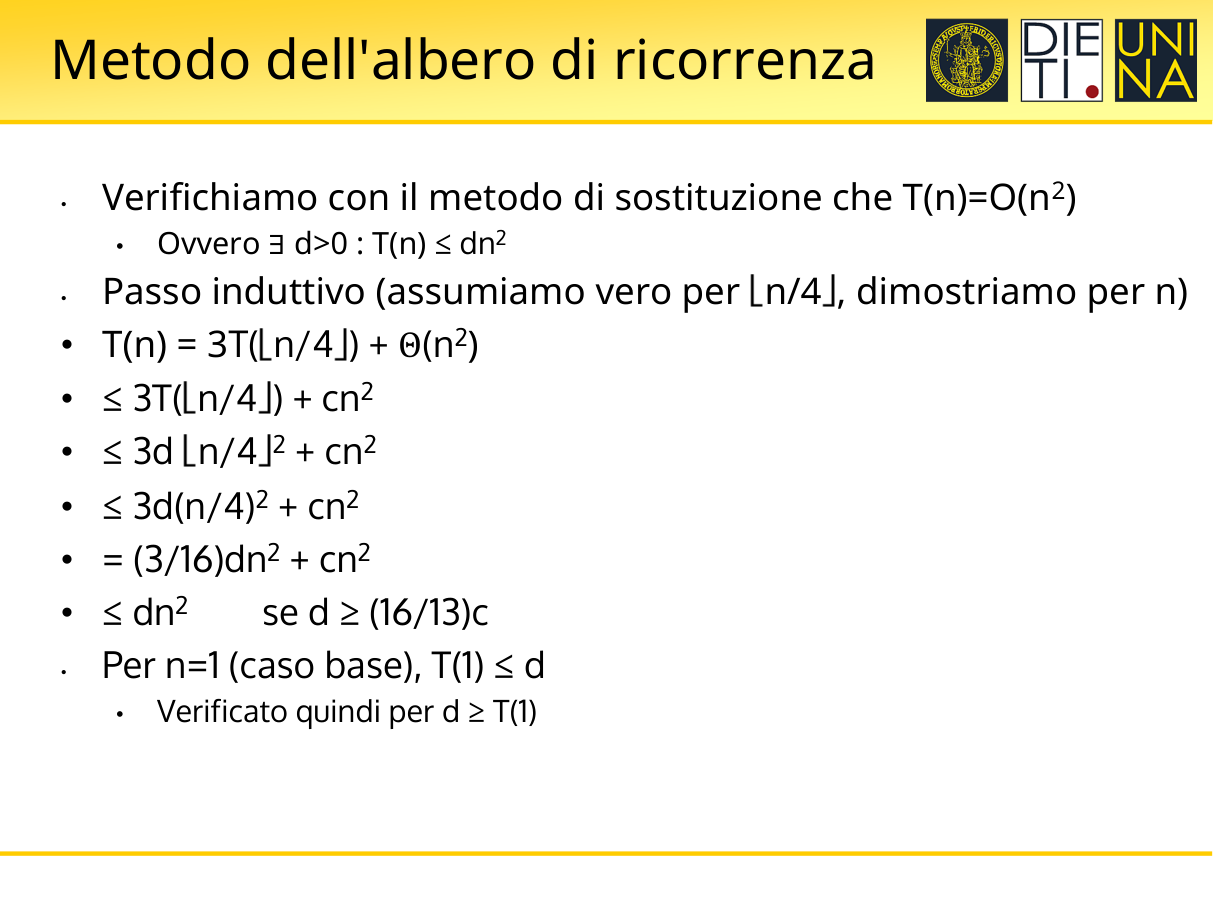 Metodo dell'albero di ricorrenza
DIE
TI
UNI
NA
• Verifichiamo con il metodo di sostituzione che T(n)=O(n²)
• Ovvero ∃ d>0 : T(n) ≤ dn²
• Passo induttivo (assumiamo vero per ⌊n/4⌋, dimostriamo per n)
• T(n) = 3T(⌊n/4⌋) + Θ(n²)
• ≤ 3T(⌊n/4⌋) + cn²
• ≤ 3d ⌊n/4⌋² + cn²
• ≤ 3d(n/4)² + cn²
• = (3/16)dn² + cn²
• ≤ dn² se d ≥ (16/13)c
• Per n=1 (caso base), T(1) ≤ d
• Verificato quindi per d ≥ T(1)